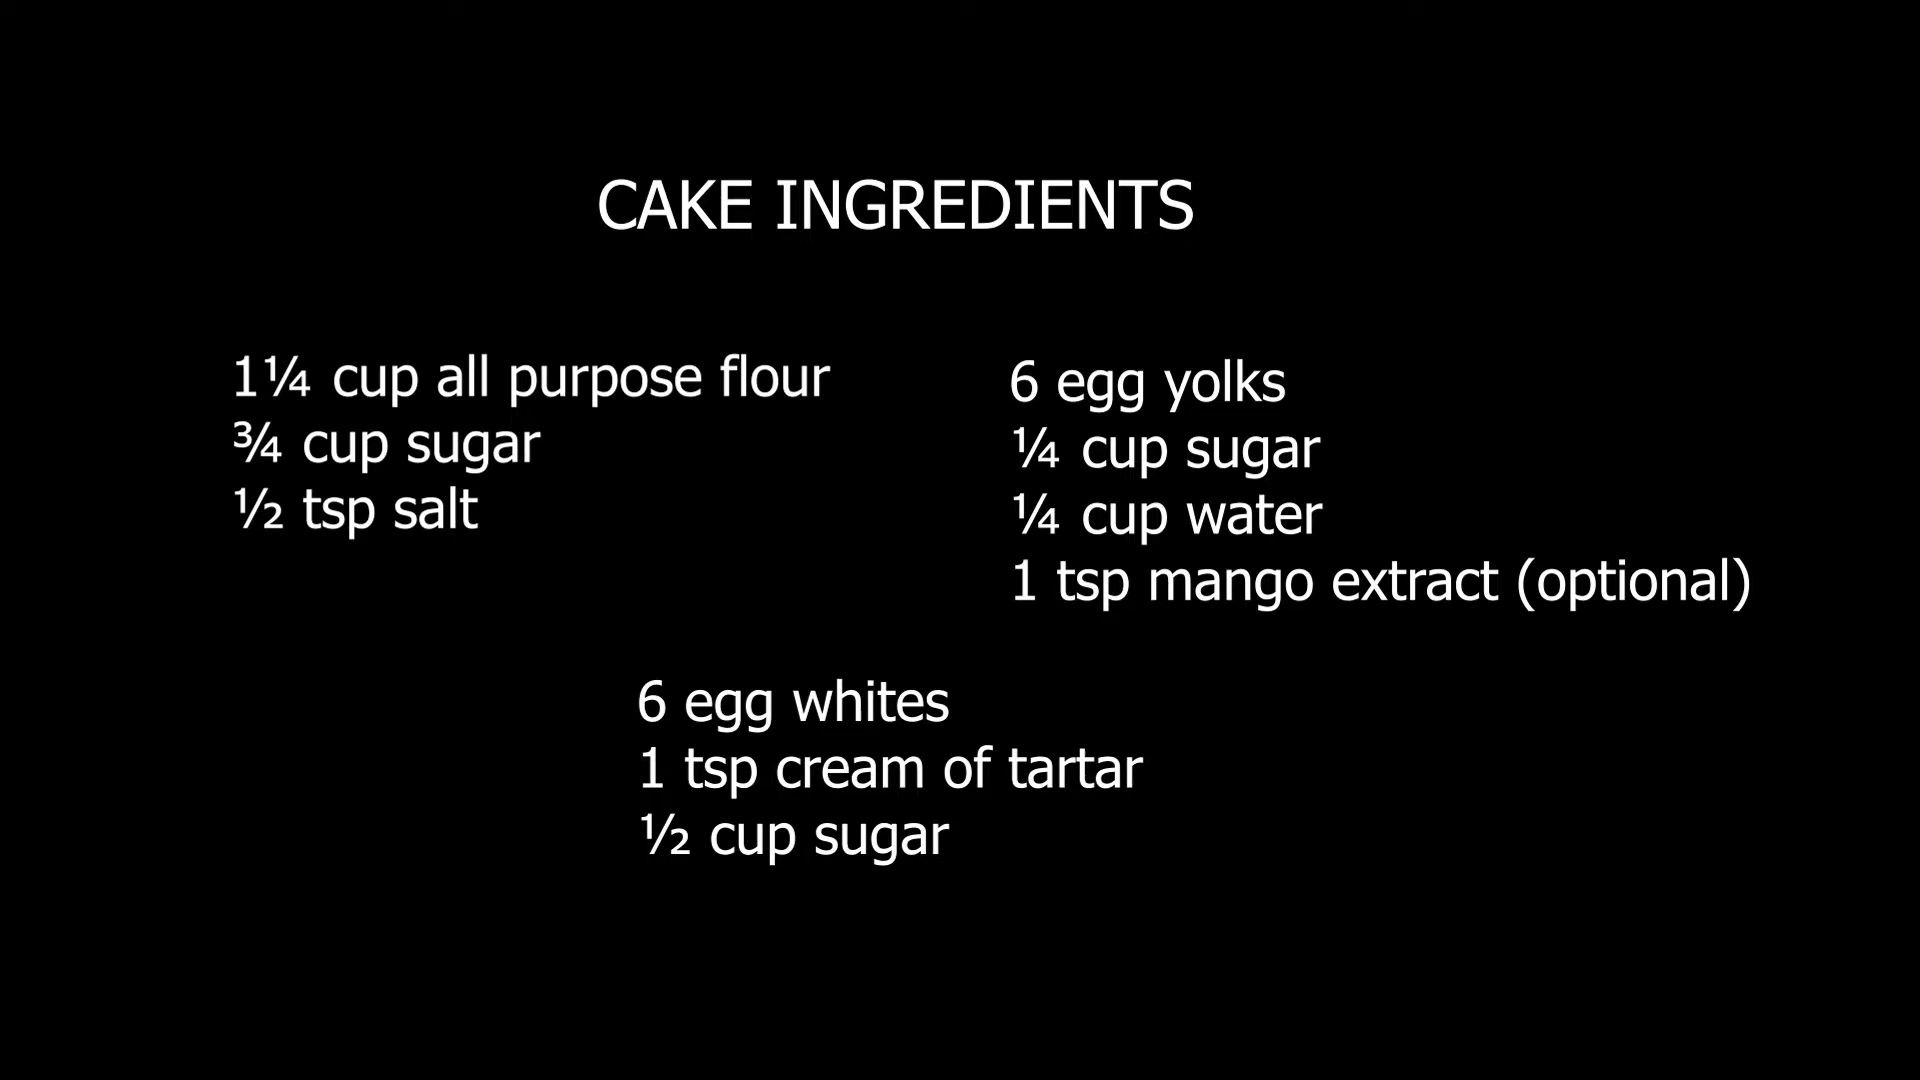 CAKE INGREDIENTS
1¼ cup all purpose flour
¾ cup sugar
½ tsp salt
6 egg yolks
¼ cup sugar
¼ cup water
1 tsp mango extract (optional)
6 egg whites
1 tsp cream of tartar
½ cup sugar